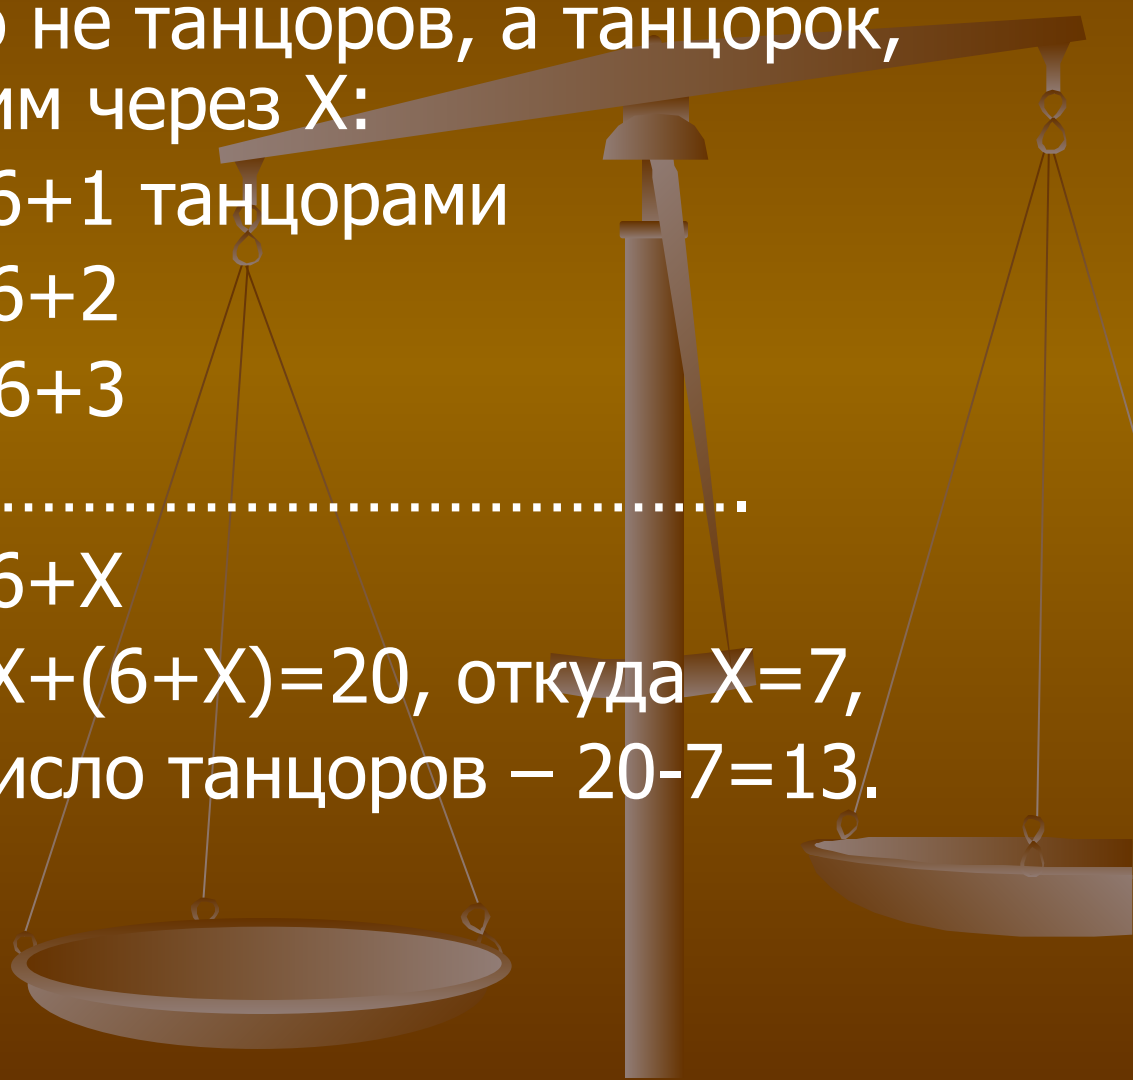 о не танцоров, а танцорок,
им через Х:
6+1 танцорами
6+2
6+3
………………………………………….
6+Х
Х+(6+Х)=20, откуда Х=7,
исло танцоров – 20-7=13.